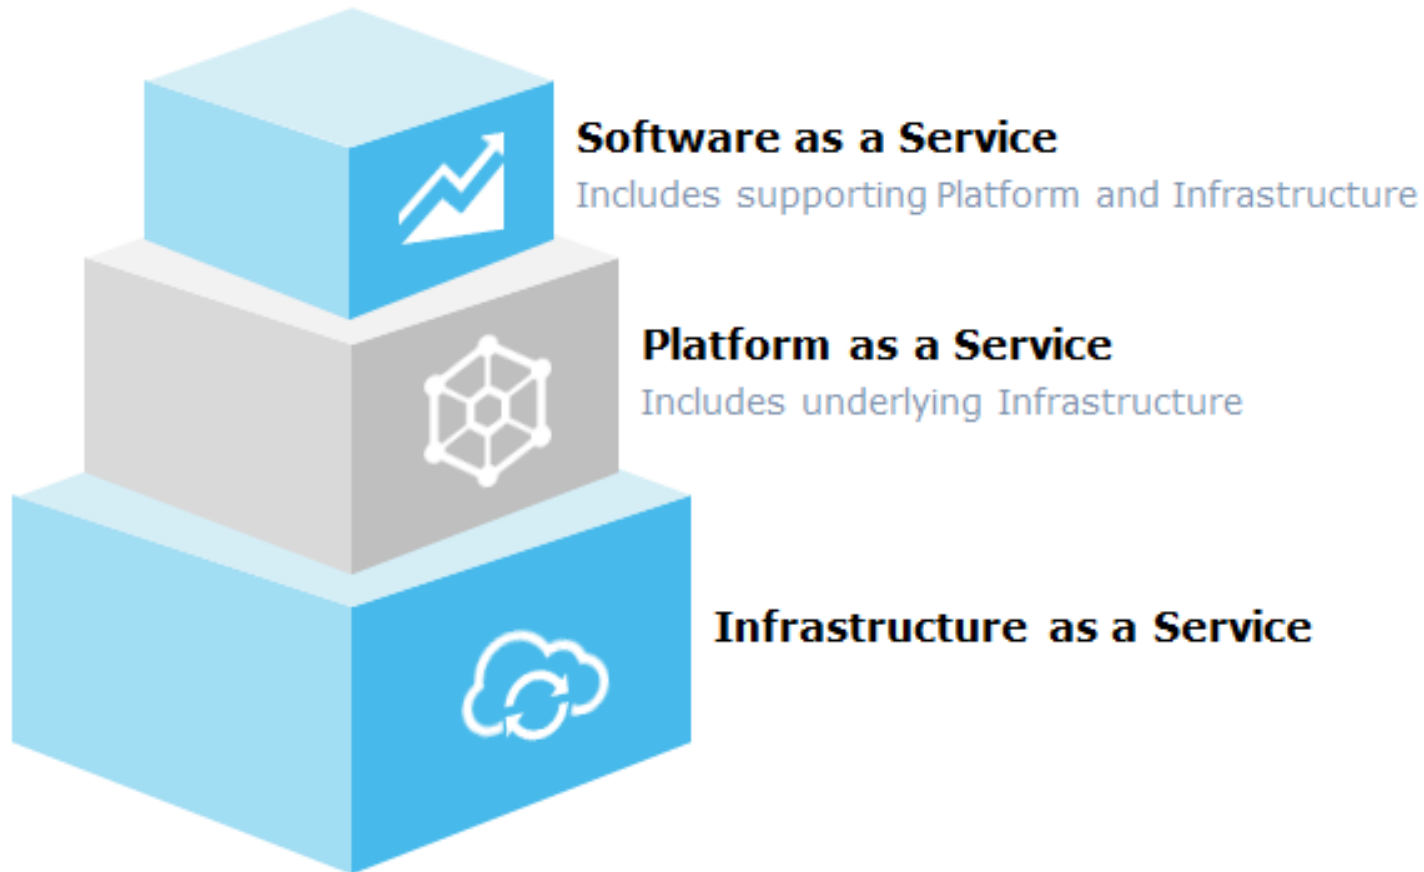 Software as a Service
Includes supporting Platform and Infrastructure
Platform as a Service
Includes underlying Infrastructure
Infrastructure as a Service